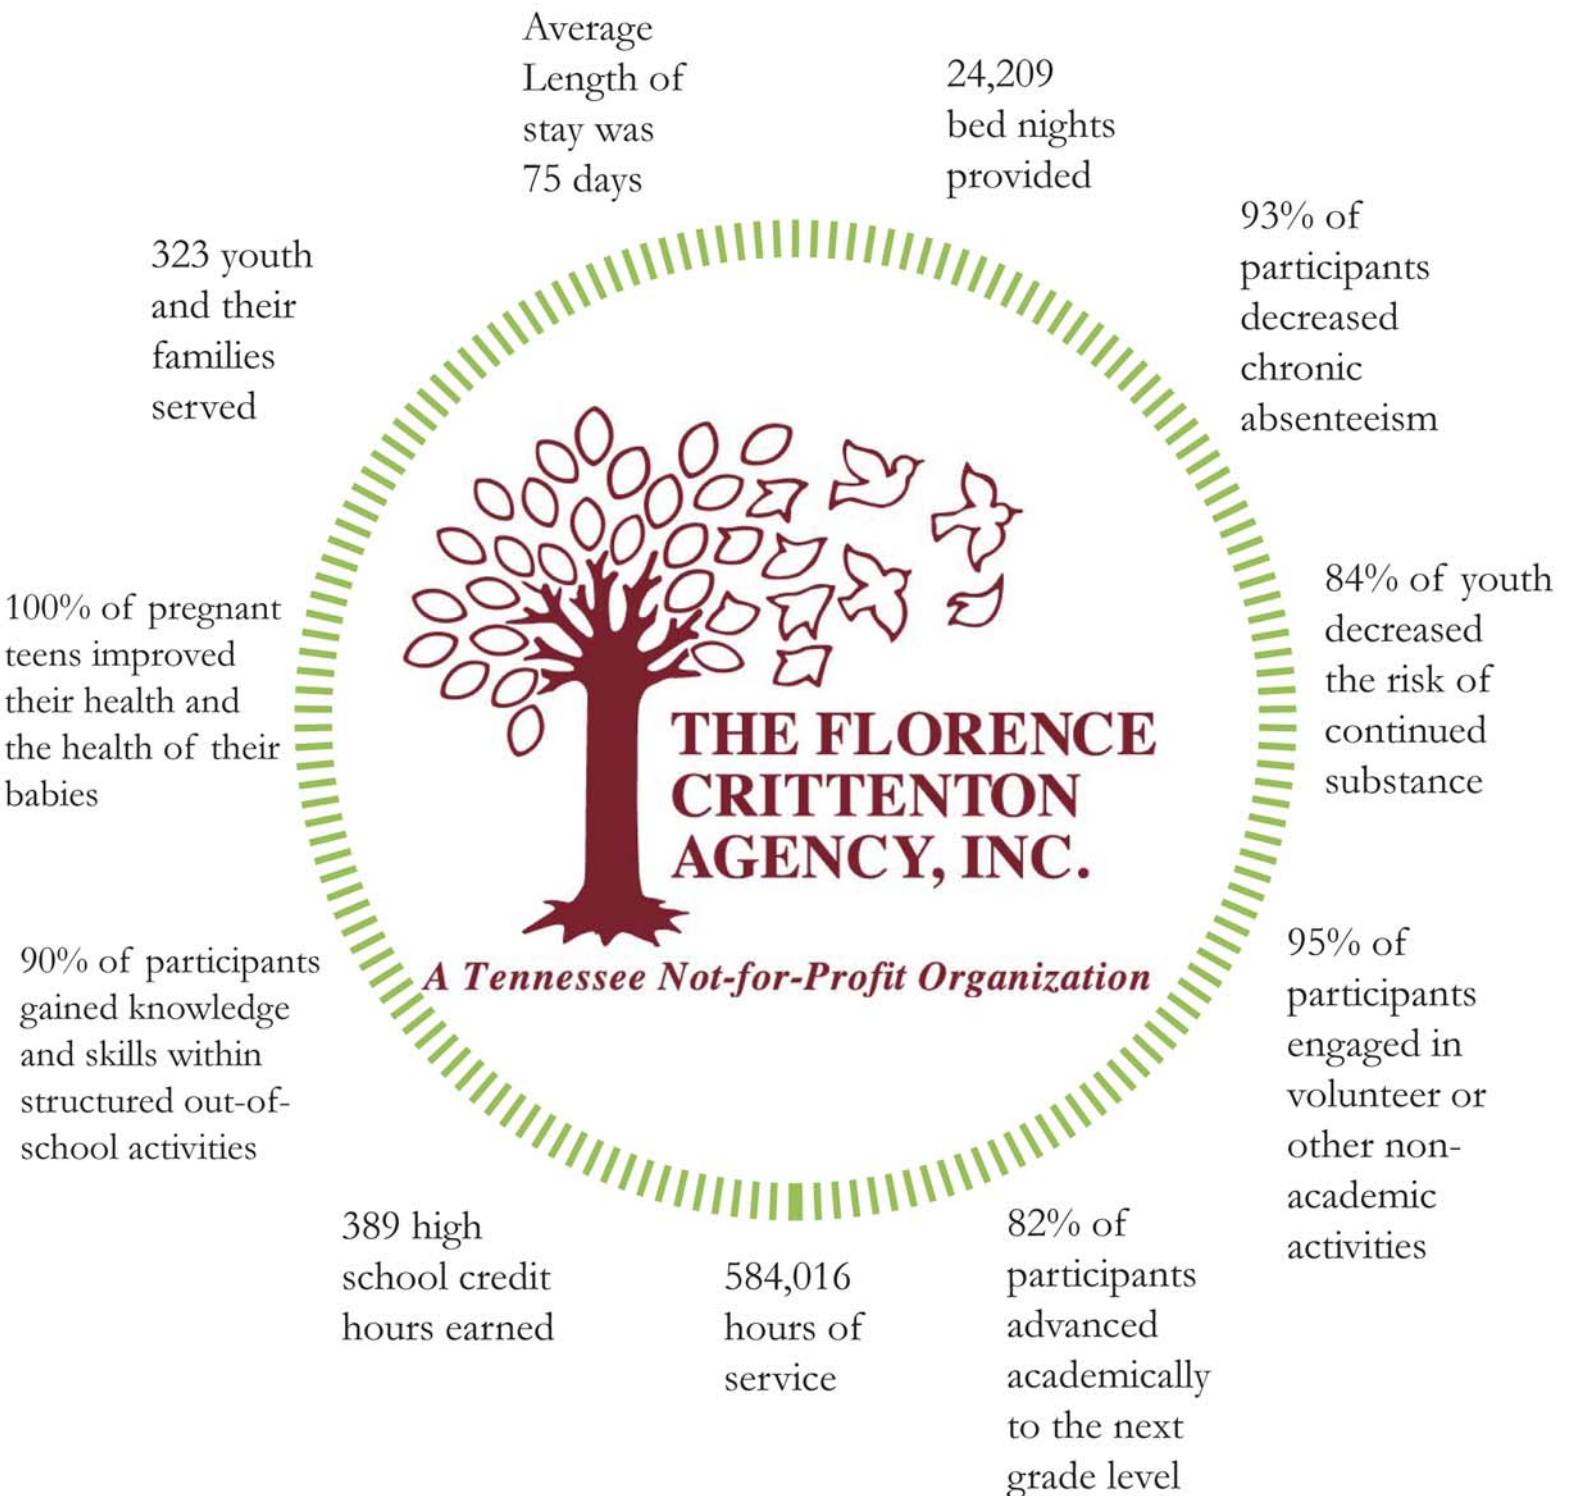 Average
Length of
stay was
75 days
24,209
bed nights
provided
93% of
participants
decreased
chronic
absenteeism
84% of youth
decreased
the risk of
continued
substance
95% of
participants
engaged in
volunteer or
other non-
academic
activities
82% of
participants
advanced
academically
to the next
grade level
584,016
hours of
service
389 high
school credit
hours earned
90% of participants
gained knowledge
and skills within
structured out-of-
school activities
100% of pregnant
teens improved
their health and
the health of their
babies
323 youth
and their
families
served
THE FLORENCE
CRITTENTON
AGENCY, INC.
A Tennessee Not-for-Profit Organization